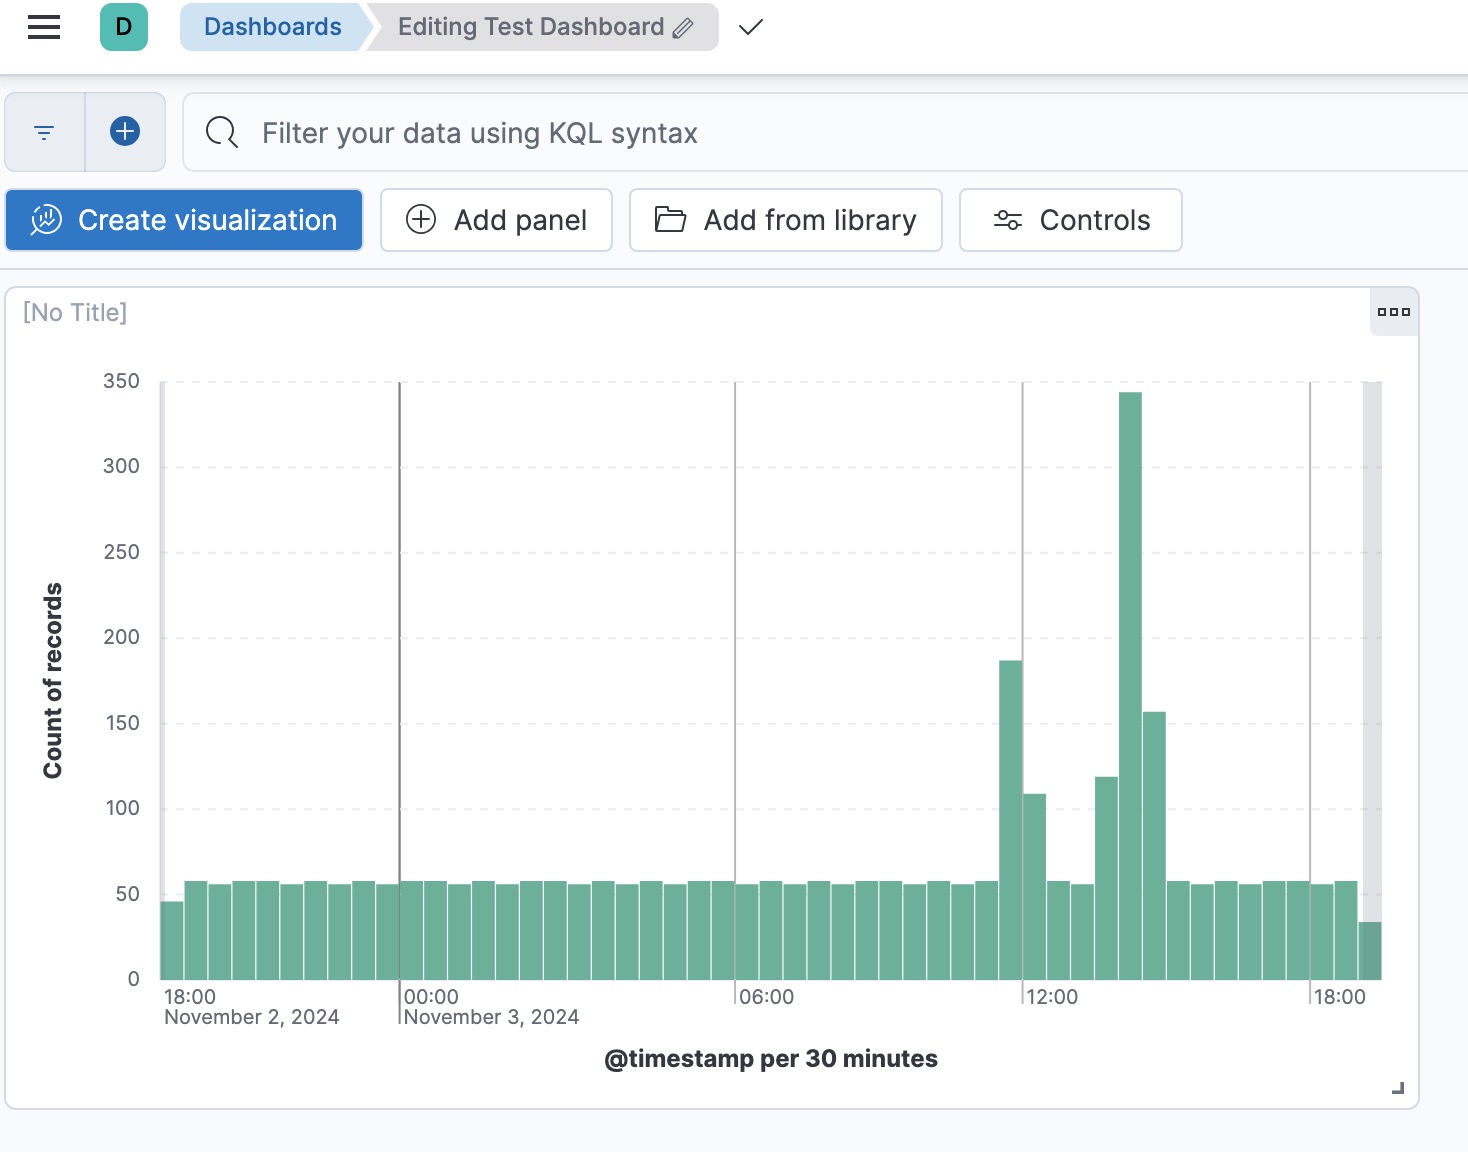 D
Dashboards
Editing Test Dashboard
Filter your data using KQL syntax
Create visualization
Add panel
Add from library
Controls
[No Title]
350
300
250
200
150
100
50
0
Count of records
18:00
November 2, 2024
00:00
November 3, 2024
06:00
12:00
18:00
@timestamp per 30 minutes